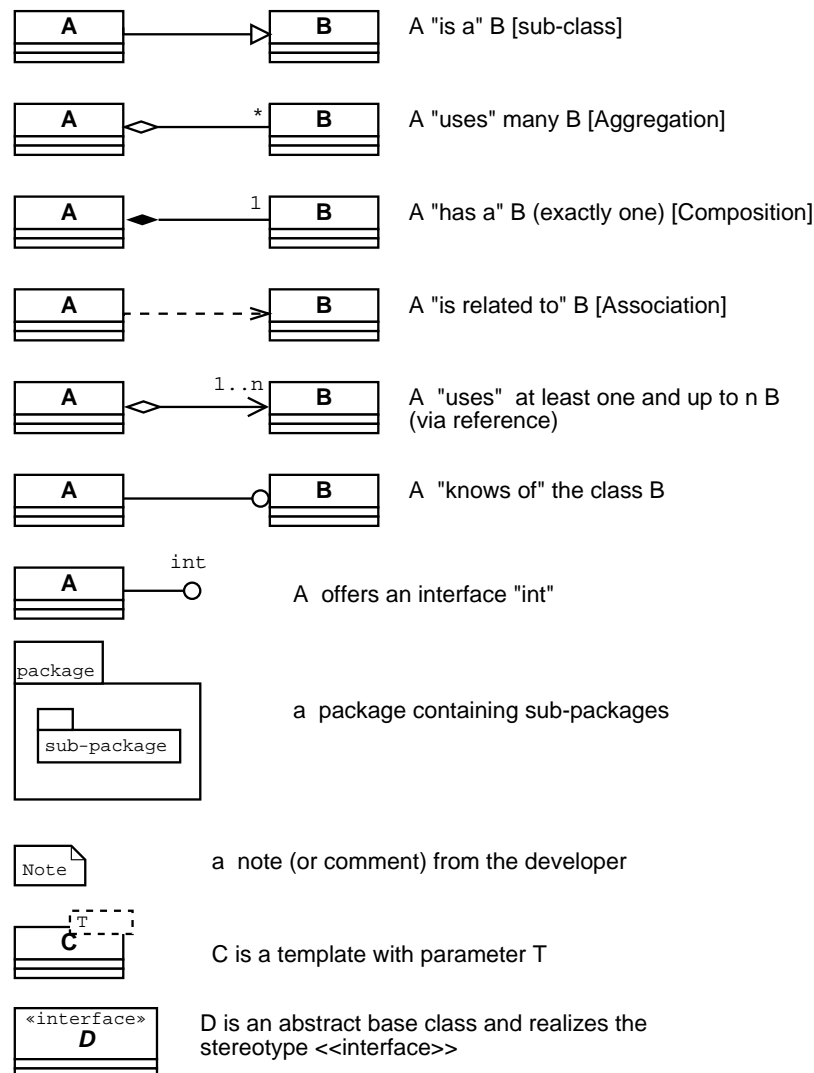 A B A "is a" B [sub-class]
A * B A "uses" many B [Aggregation]
A 1 B A "has a" B (exactly one) [Composition]
A B A "is related to" B [Association]
A 1..n B A "uses" at least one and up to n B
(via reference)
A B A "knows of" the class B
int
A A offers an interface "int"
package
a package containing sub-packages
sub-package
Note a note (or comment) from the developer
T
C C is a template with parameter T
«interface» D is an abstract base class and realizes the
D stereotype <<interface>>